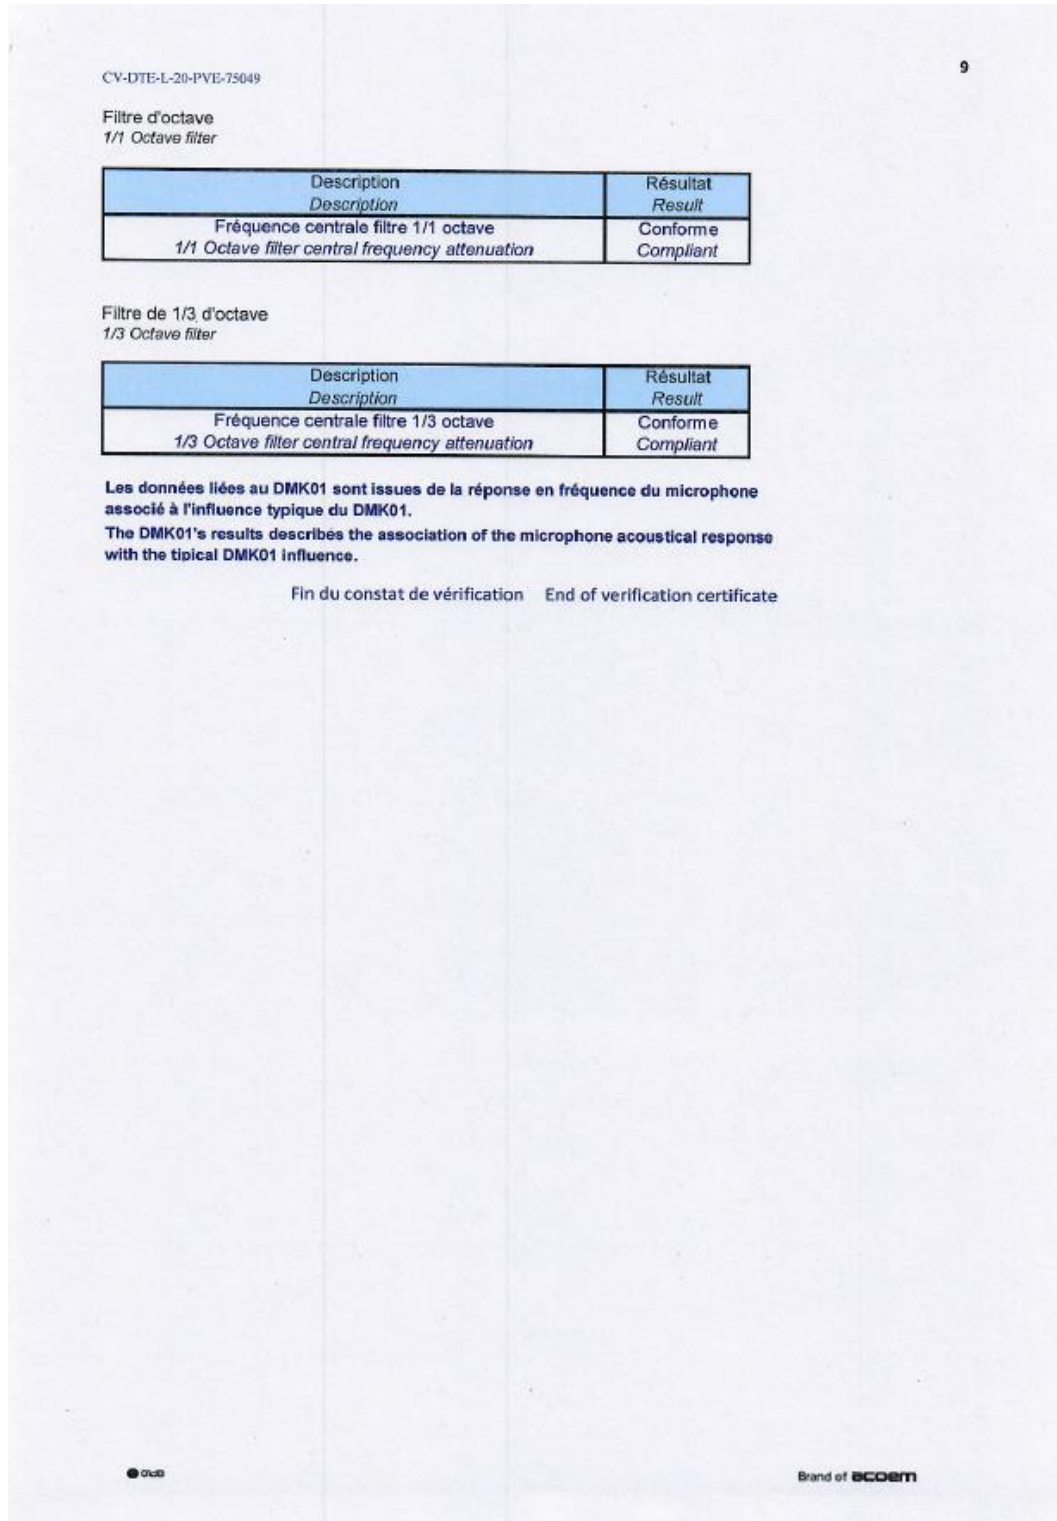 9
CV-DTE-L-20-PVE-75049
Filtre d'octave
1/1 Octave filter
Description Résultat
Description Result
Fréquence centrale filtre 1/1 octave Conforme
1/1 Octave filter central frequency attenuation Compliant
Filtre de 1/3 d'octave
1/3 Octave filter
Description Résultat
Description Result
Fréquence centrale filtre 1/3 octave Conforme
1/3 Octave filter central frequency attenuation Compliant
Les données liées au DMK01 sont issues de la réponse en fréquence du microphone
associé à l'influence typique du DMK01.
The DMK01's results describes the association of the microphone acoustical response
with the tipical DMK01 influence.
Fin du constat de vérification End of verification certificate
01dB Brand of acoem